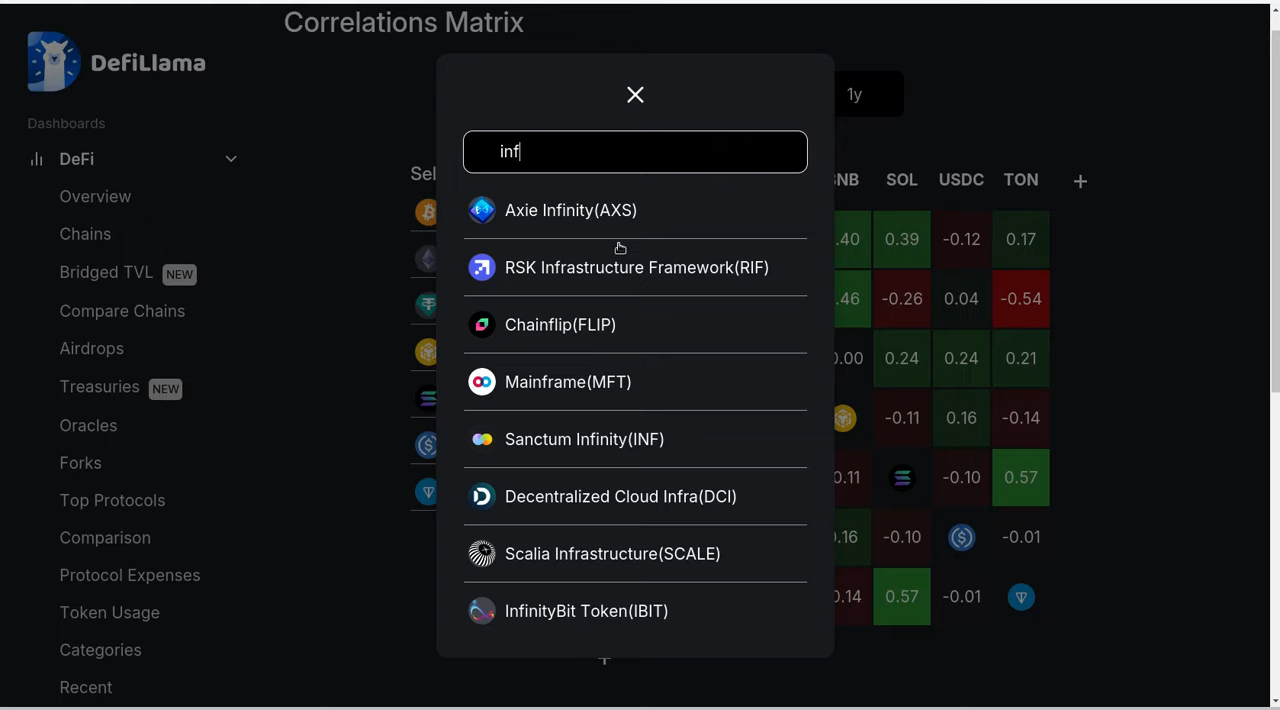 Correlations Matrix
DefiLlama
Dashboards
DeFi
Overview
Chains
Bridged TVL NEW
Compare Chains
Airdrops
Treasuries NEW
Oracles
Forks
Top Protocols
Comparison
Protocol Expenses
Token Usage
Categories
Recent
inf
Axie Infinity(AXS)
RSK Infrastructure Framework(RIF)
Chainflip(FLIP)
Mainframe(MFT)
Sanctum Infinity(INF)
Decentralized Cloud Infra(DCI)
Scalia Infrastructure(SCALE)
InfinityBit Token(IBIT)
Sel
1y
NB SOL USDC TON +
.40 0.39 -0.12 0.17
.46 -0.26 0.04 -0.54
0.00 0.24 0.24 0.21
-0.11 0.16 -0.14
0.11 -0.10 0.57
.16 -0.10 -0.01
0.14 0.57 -0.01